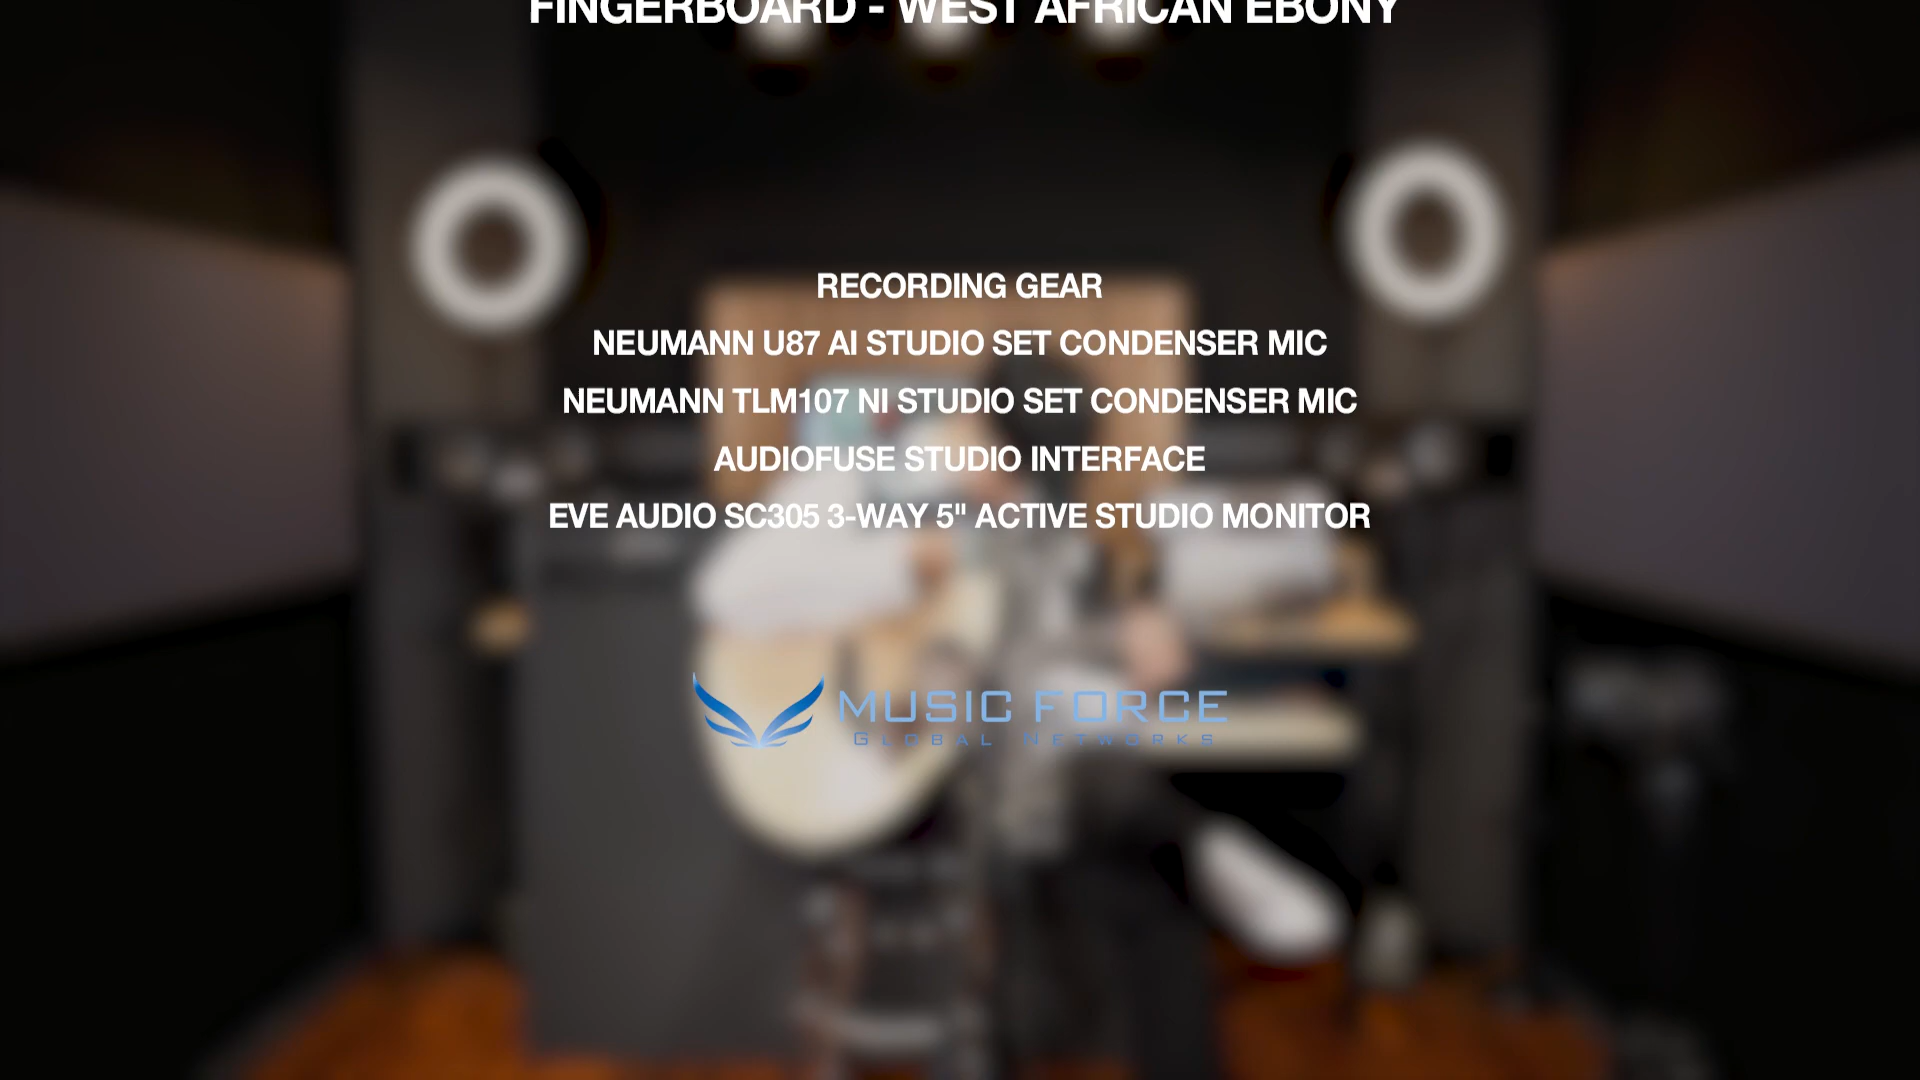 FINGERBOARD - WEST AFRICAN EBONY
RECORDING GEAR
NEUMANN U87 AI STUDIO SET CONDENSER MIC
NEUMANN TLM107 NI STUDIO SET CONDENSER MIC
AUDIOFUSE STUDIO INTERFACE
EVE AUDIO SC305 3-WAY 5" ACTIVE STUDIO MONITOR
MUSIC FORCE
GLOBAL NETWORKS